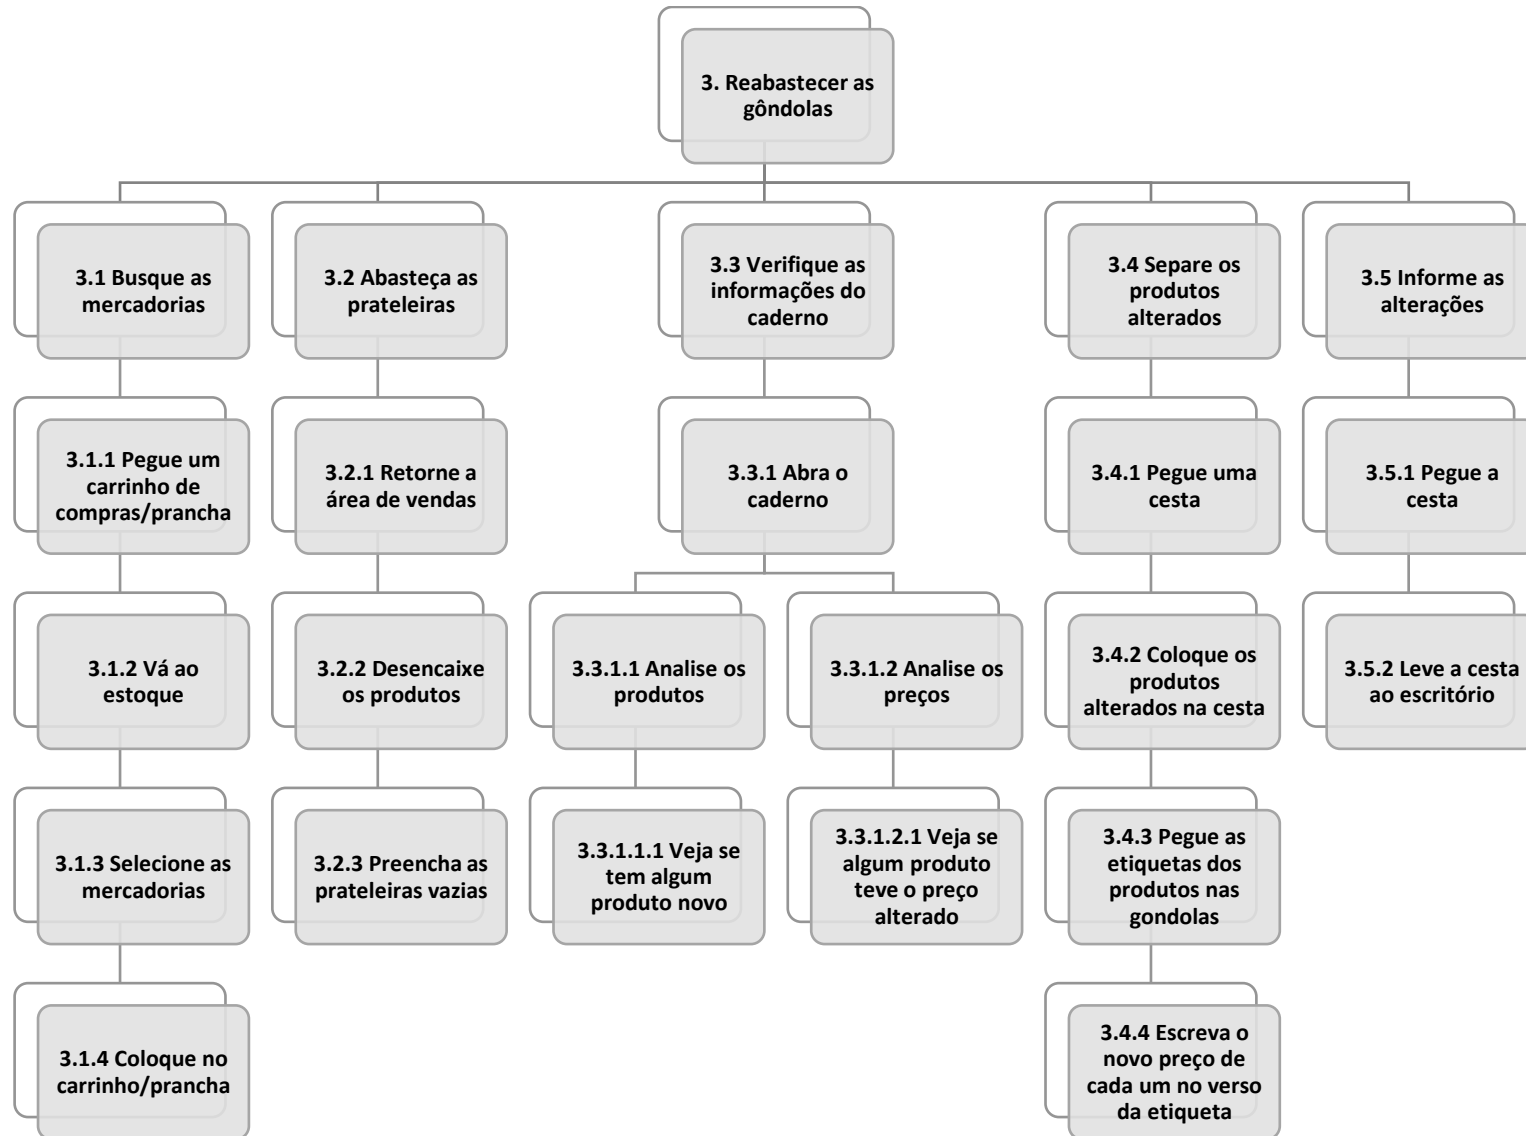 3. Reabastecer as
gôndolas
3.1 Busque as
mercadorias
3.2 Abasteça as
prateleiras
3.3 Verifique as
informações do
caderno
3.4 Separe os
produtos
alterados
3.5 Informe as
alterações
3.1.1 Pegue um
carrinho de
compras/prancha
3.2.1 Retorne a
área de vendas
3.3.1 Abra o
caderno
3.4.1 Pegue uma
cesta
3.5.1 Pegue a
cesta
3.1.2 Vá ao
estoque
3.2.2 Desencaixe
os produtos
3.3.1.1 Analise os
produtos
3.3.1.2 Analise os
preços
3.4.2 Coloque os
produtos
alterados na cesta
3.5.2 Leve a cesta
ao escritório
3.1.3 Selecione as
mercadorias
3.2.3 Preencha as
prateleiras vazias
3.3.1.1.1 Veja se
tem algum
produto novo
3.3.1.2.1 Veja se
algum produto
teve o preço
alterado
3.4.3 Pegue as
etiquetas dos
produtos nas
gondolas
3.1.4 Coloque no
carrinho/prancha
3.4.4 Escreva o
novo preço de
cada um no verso
da etiqueta